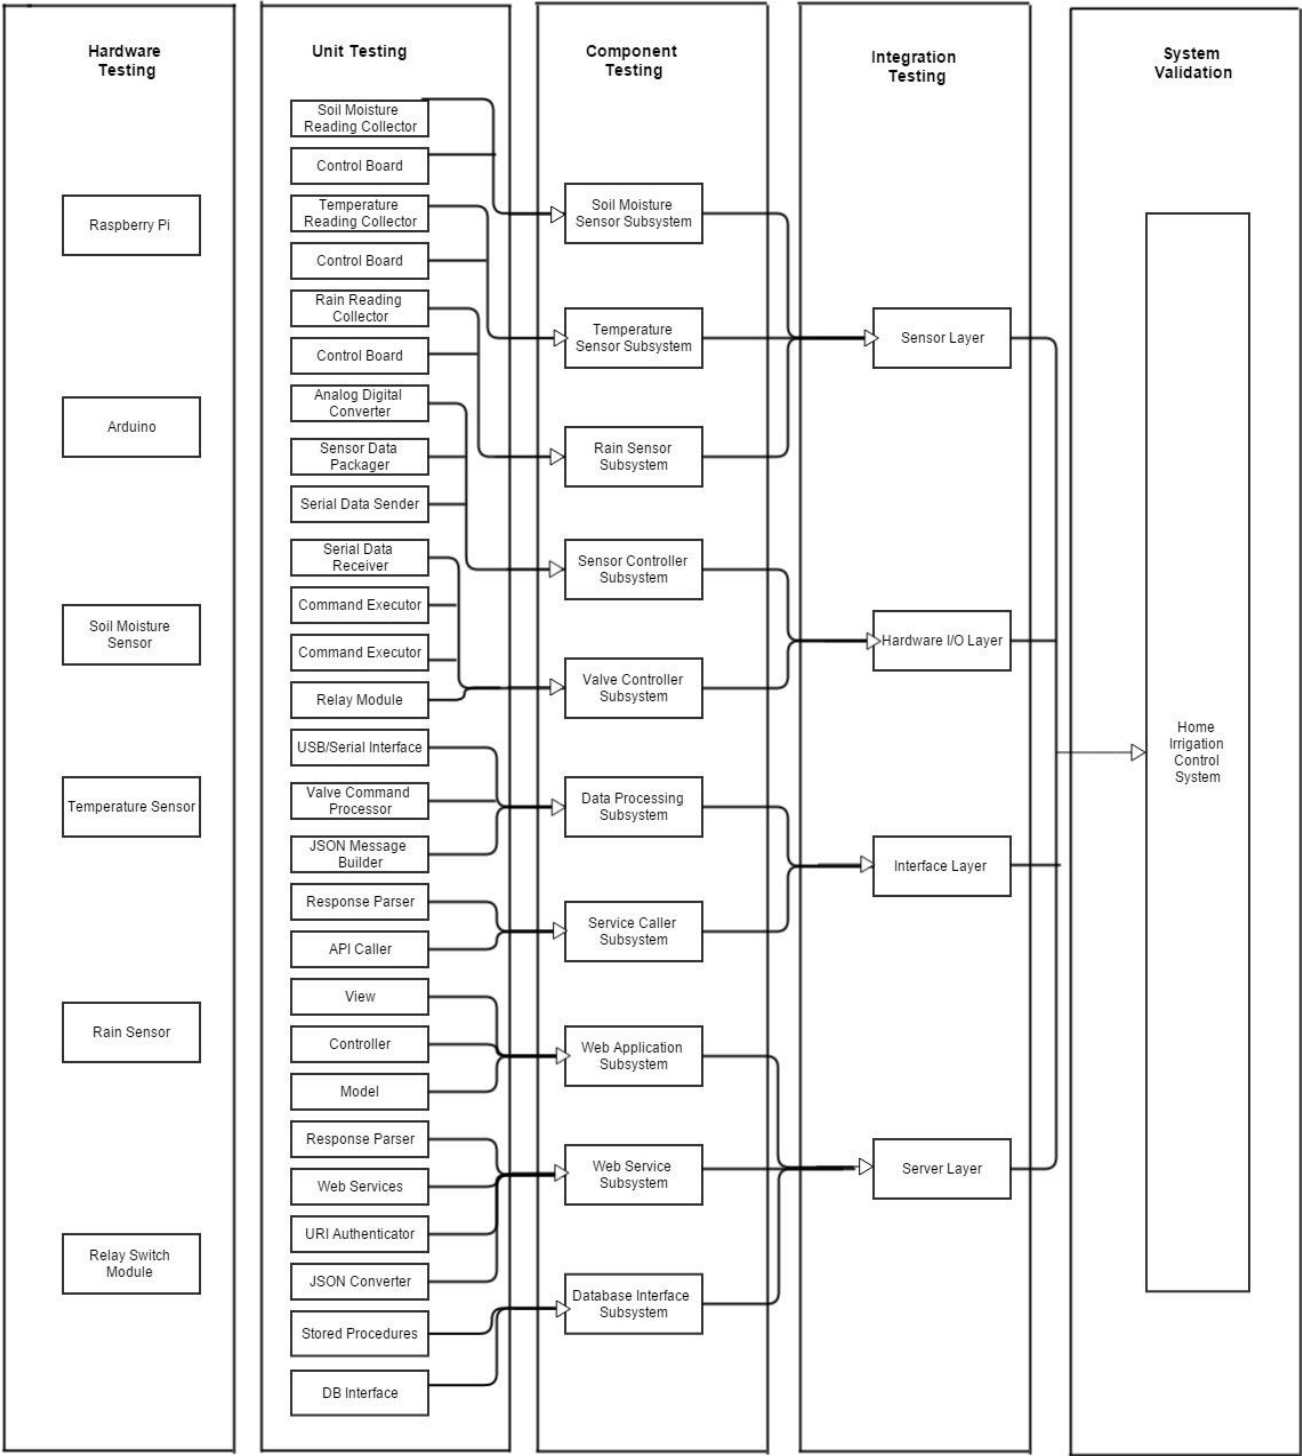 Hardware
Testing
Raspberry Pi
Arduino
Soil Moisture
Sensor
Temperature Sensor
Rain Sensor
Relay Switch
Module
Unit Testing
Soil Moisture
Reading Collector
Control Board
Temperature
Reading Collector
Control Board
Rain Reading
Collector
Control Board
Analog Digital
Converter
Sensor Data
Packager
Serial Data Sender
Serial Data
Receiver
Command Executor
Command Executor
Relay Module
USB/Serial Interface
Valve Command
Processor
JSON Message
Builder
Response Parser
API Caller
View
Controller
Model
Response Parser
Web Services
URI Authenticator
JSON Converter
Stored Procedures
DB Interface
Component
Testing
Soil Moisture
Sensor Subsystem
Temperature
Sensor Subsystem
Rain Sensor
Subsystem
Sensor Controller
Subsystem
Valve Controller
Subsystem
Data Processing
Subsystem
Service Caller
Subsystem
Web Application
Subsystem
Web Service
Subsystem
Database Interface
Subsystem
Integration
Testing
Sensor Layer
Hardware I/O Layer
Interface Layer
Server Layer
System
Validation
Home
Irrigation
Control
System